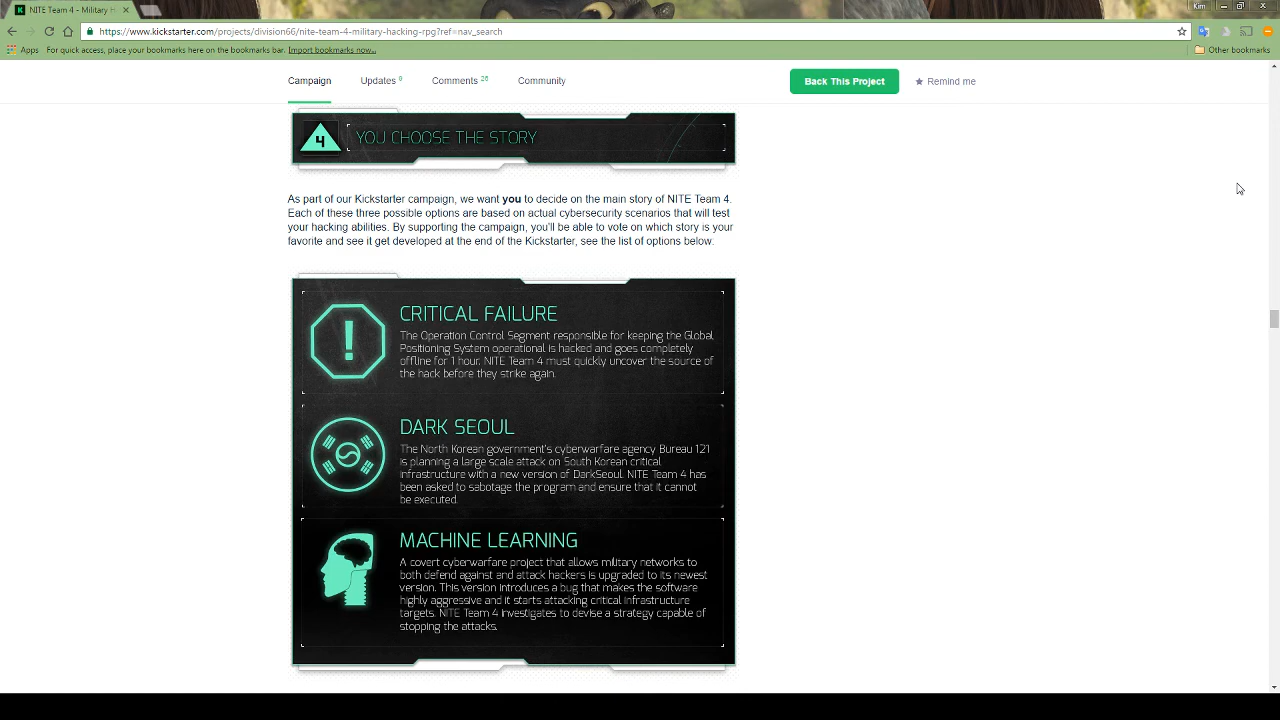 NITE Team 4 - Military H
Kim
https://www.kickstarter.com/projects/division66/nite-team-4-military-hacking-rpg?ref=nav_search
Apps For quick access, place your bookmarks here on the bookmarks bar. Import bookmarks now... Other bookmarks
Campaign Updates 6 Comments 26 Community Back This Project Remind me
4 YOU CHOOSE THE STORY
As part of our Kickstarter campaign, we want you to decide on the main story of NITE Team 4.
Each of these three possible options are based on actual cybersecurity scenarios that will test
your hacking abilities. By supporting the campaign, you'll be able to vote on which story is your
favorite and see it get developed at the end of the Kickstarter, see the list of options below.
CRITICAL FAILURE
The Operation Control Segment responsible for keeping the Global
Positioning System operational is hacked and goes completely
offline for 1 hour. NITE Team 4 must quickly uncover the source of
the hack before they strike again.
DARK SEOUL
The North Korean government's cyberwarfare agency Bureau 121
is planning a large scale attack on South Korean critical
infrastructure with a new version of DarkSeoul. NITE Team 4 has
been asked to sabotage the program and ensure that it cannot
be executed.
MACHINE LEARNING
A covert cyberwarfare project that allows military networks to
both defend against and attack hackers is upgraded to its newest
version. This version introduces a bug that makes the software
highly aggressive and it starts attacking critical infrastructure
targets. NITE Team 4 investigates to devise a strategy capable of
stopping the attacks.